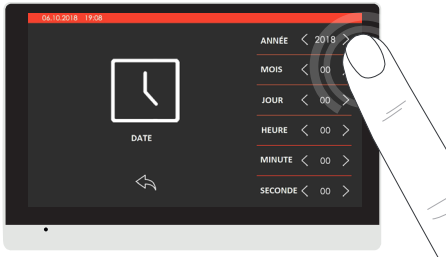 06.10.2018 19:08
ANNÉE 2018
MOIS 00
JOUR 00
HEURE 00
MINUTE 00
SECONDE 00
DATE